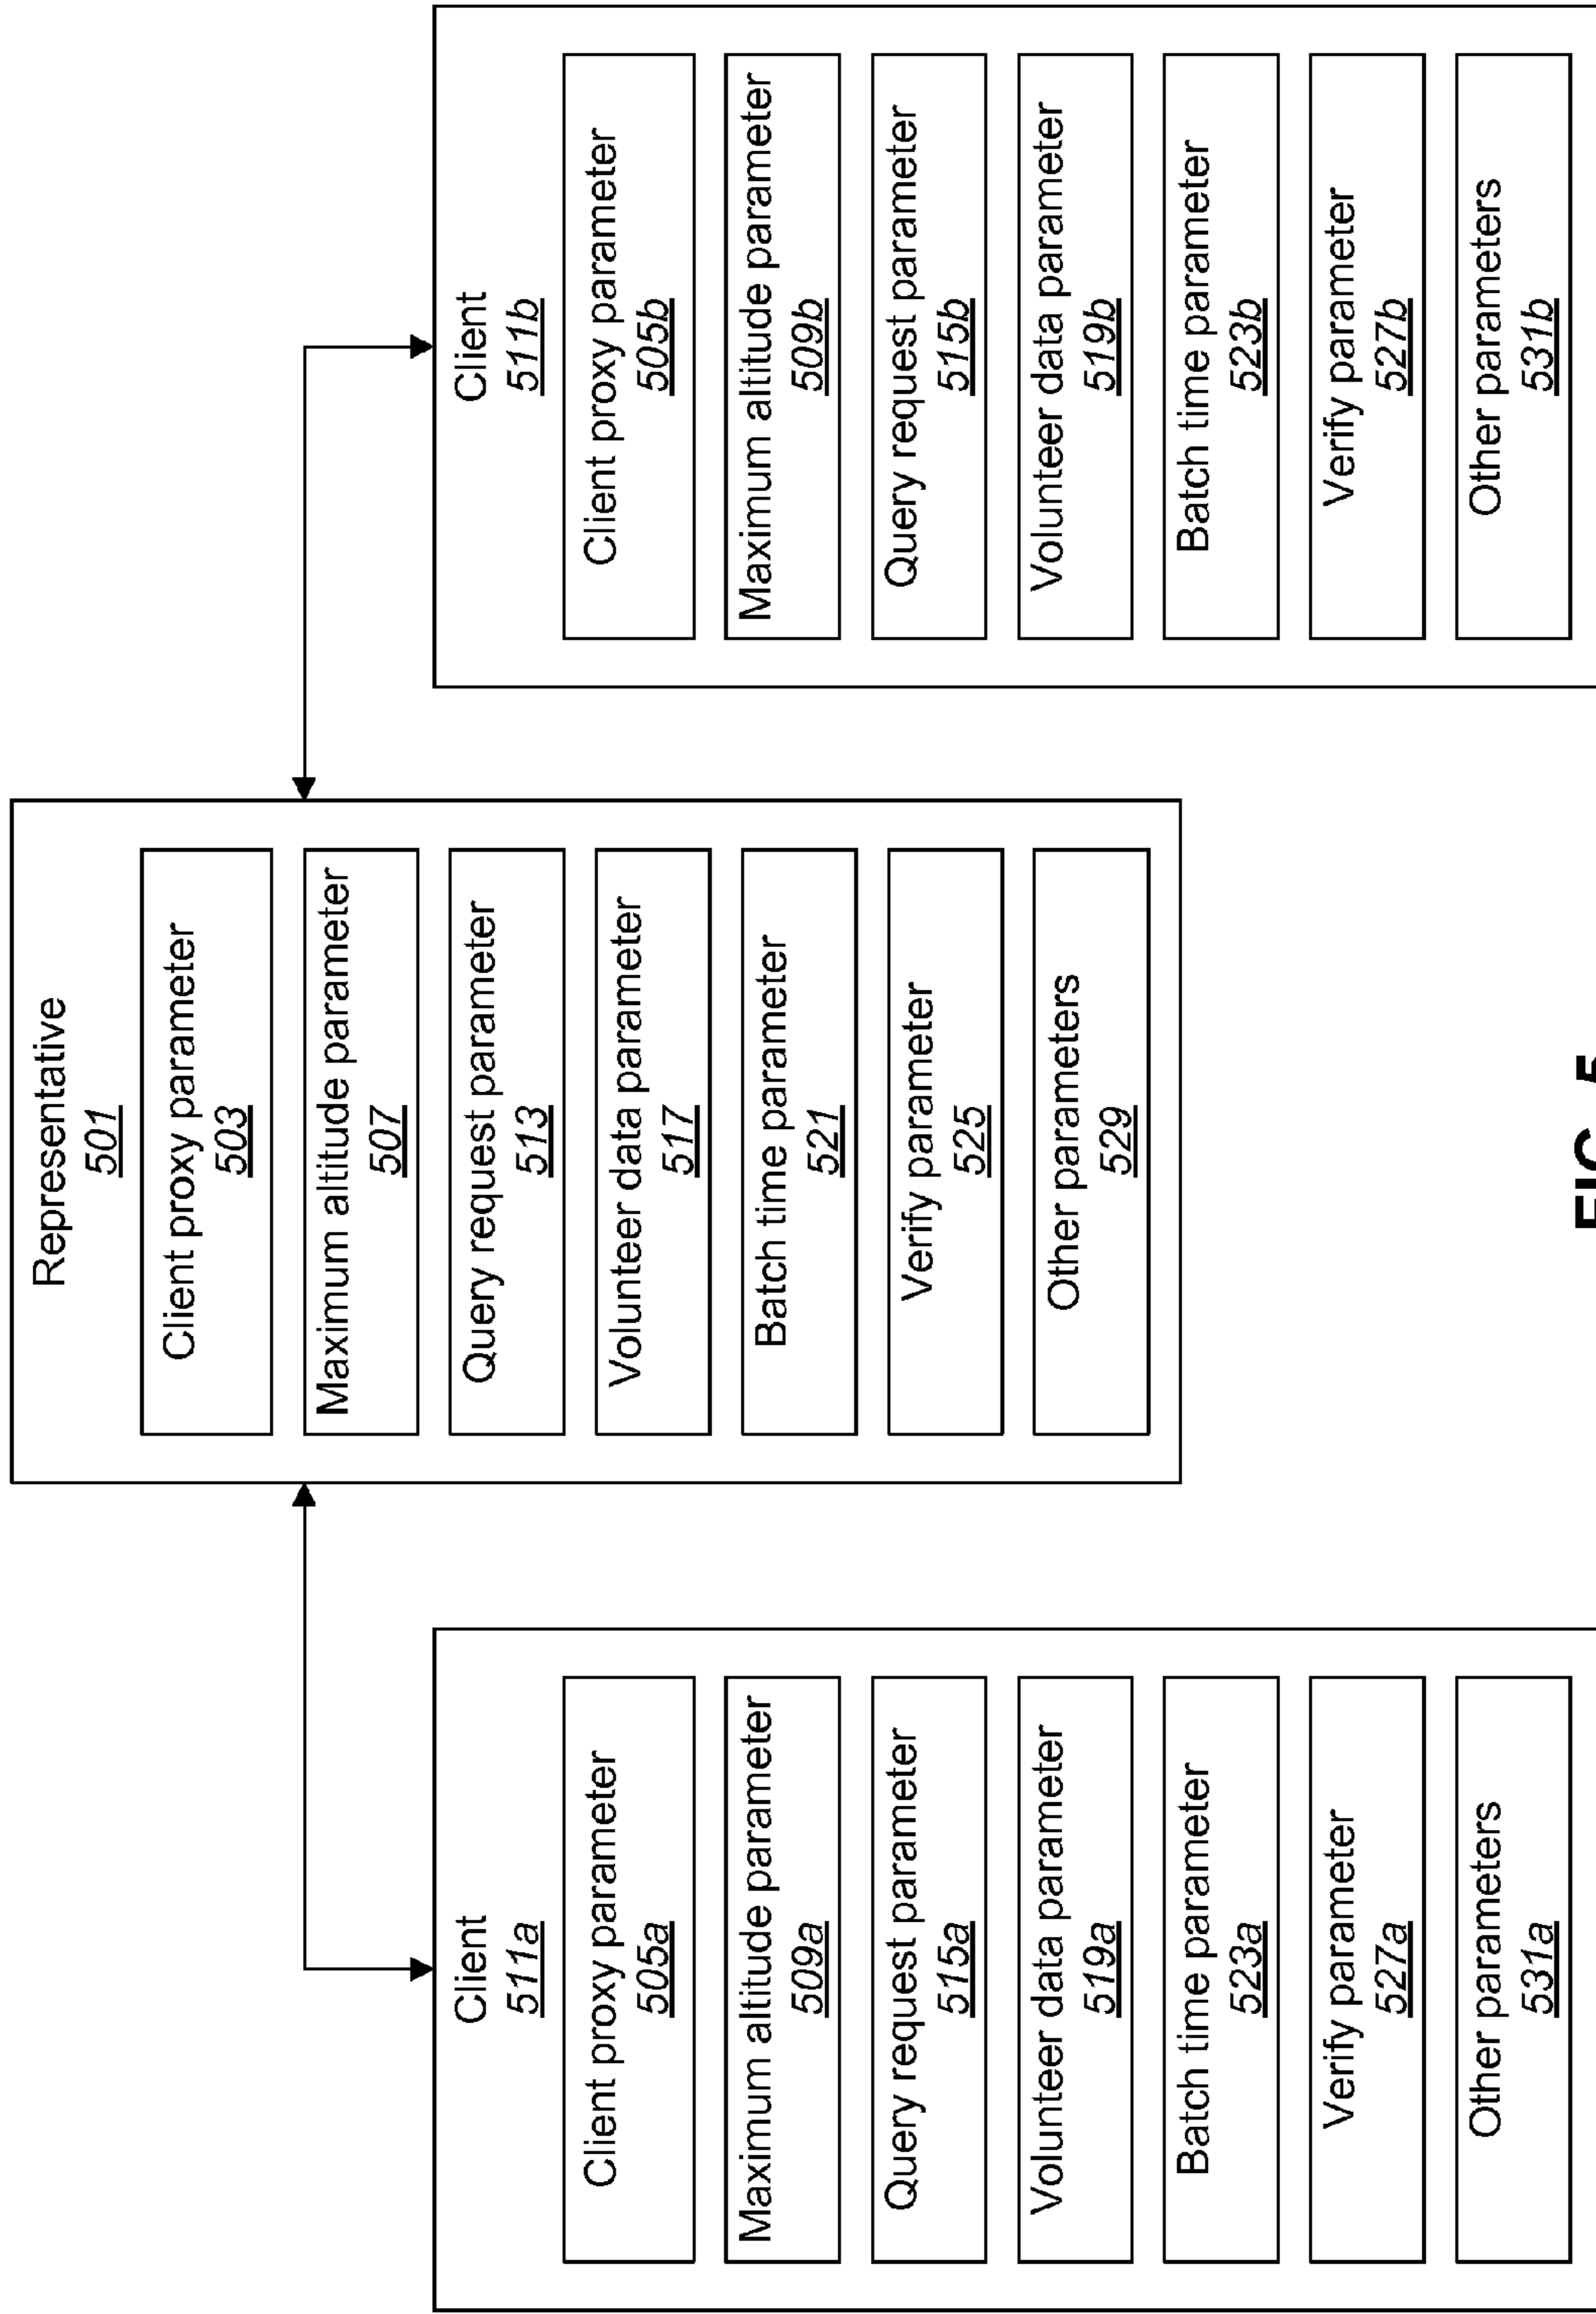 Representative
501
Client proxy parameter
503
Maximum altitude parameter
507
Query request parameter
513
Volunteer data parameter
517
Batch time parameter
521
Verify parameter
525
Other parameters
529
Client
511a
Client proxy parameter
505a
Maximum altitude parameter
509a
Query request parameter
515a
Volunteer data parameter
519a
Batch time parameter
523a
Verify parameter
527a
Other parameters
531a
Client
511b
Client proxy parameter
505b
Maximum altitude parameter
509b
Query request parameter
515b
Volunteer data parameter
519b
Batch time parameter
523b
Verify parameter
527b
Other parameters
531b
FIG. 5